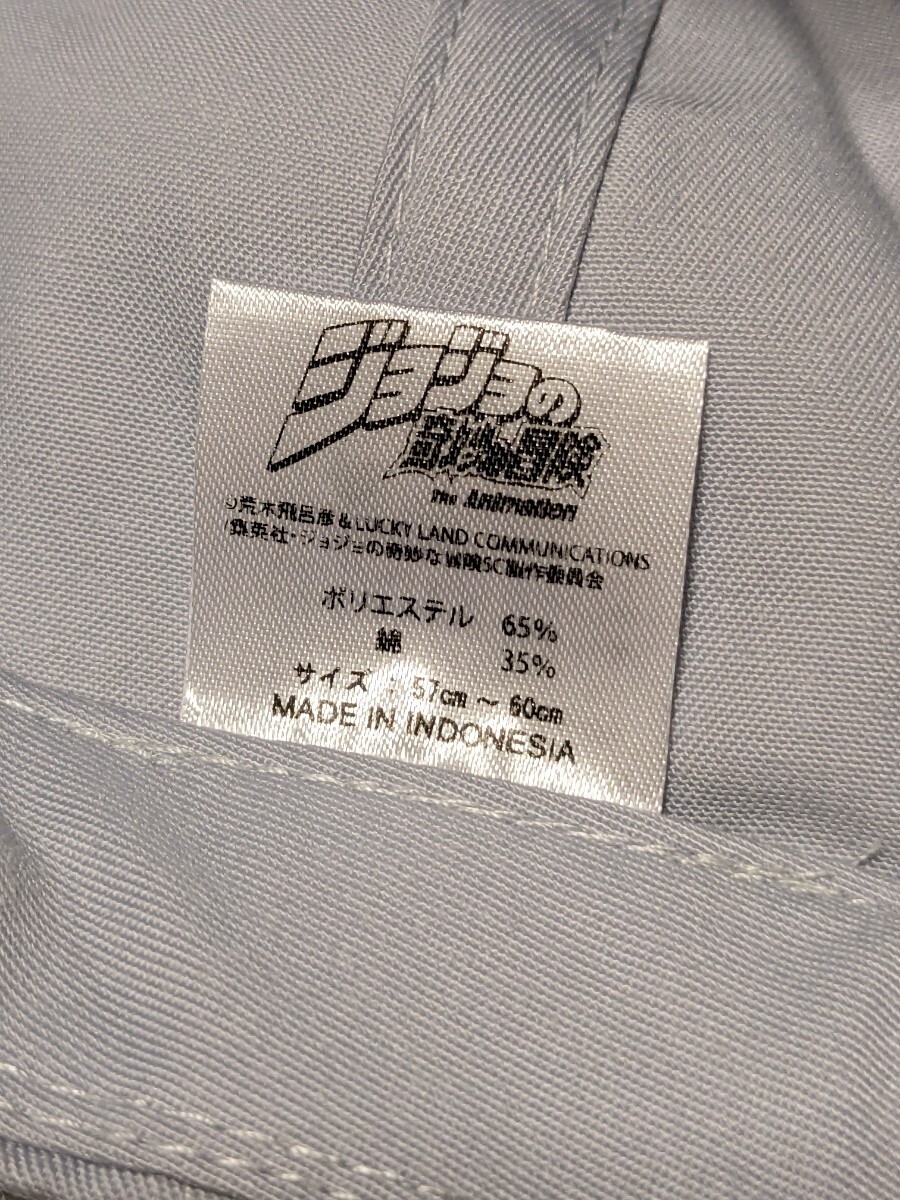 ジョジョの
奇妙な冒険
The Animation
©荒木飛呂彦 & LUCKY LAND COMMUNICATIONS
/集英社・ジョジョの奇妙な冒険SC製作委員会
ポリエステル 65%
綿 35%
サイズ : 57cm ～ 60cm
MADE IN INDONESIA